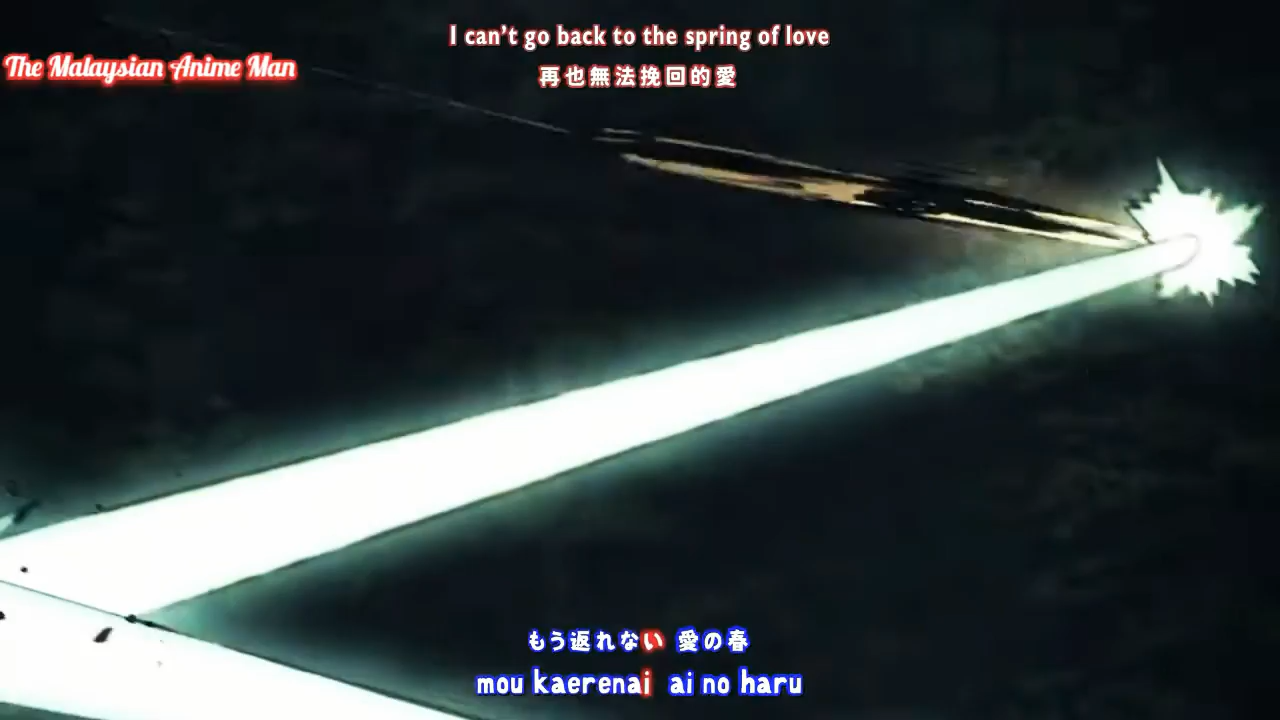 I can't go back to the spring of love
The Malaysian Anime Man
再也無法挽回的愛
もう返れない 愛の春
mou kaerenai ai no haru